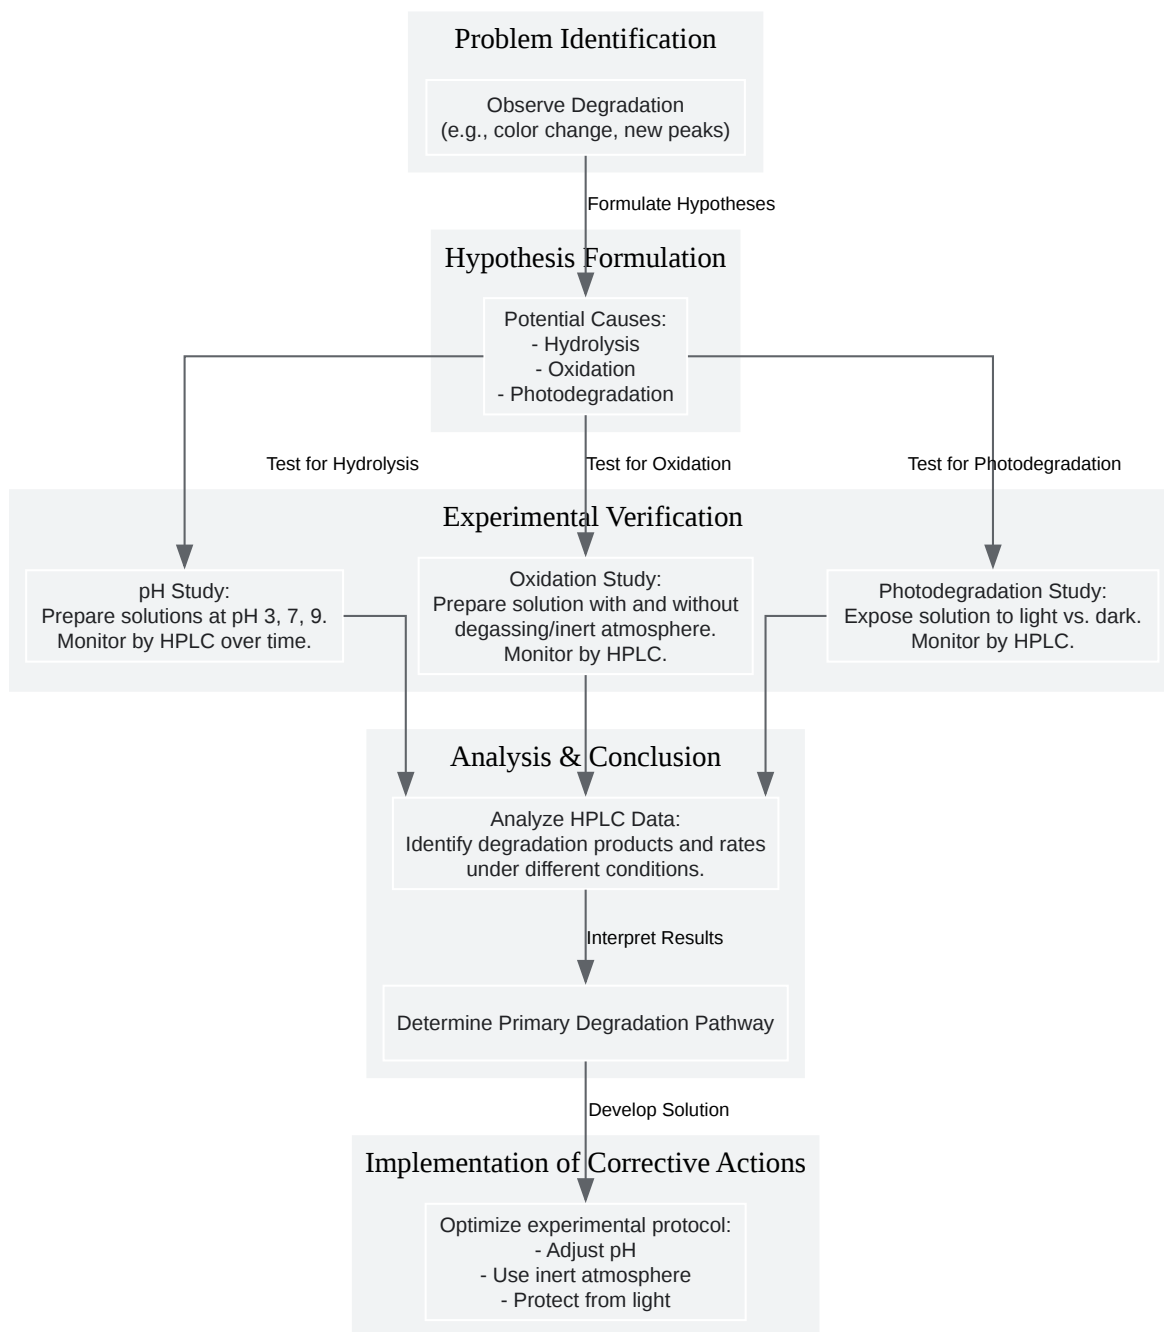 Problem Identification
Observe Degradation
(e.g., color change, new peaks)
Formulate Hypotheses
Hypothesis Formulation
Potential Causes:
- Hydrolysis
- Oxidation
- Photodegradation
Test for Hydrolysis
Test for Oxidation
Test for Photodegradation
Experimental Verification
pH Study:
Prepare solutions at pH 3, 7, 9.
Monitor by HPLC over time.
Oxidation Study:
Prepare solution with and without
degassing/inert atmosphere.
Monitor by HPLC.
Photodegradation Study:
Expose solution to light vs. dark.
Monitor by HPLC.
Analysis & Conclusion
Analyze HPLC Data:
Identify degradation products and rates
under different conditions.
Interpret Results
Determine Primary Degradation Pathway
Develop Solution
Implementation of Corrective Actions
Optimize experimental protocol:
- Adjust pH
- Use inert atmosphere
- Protect from light